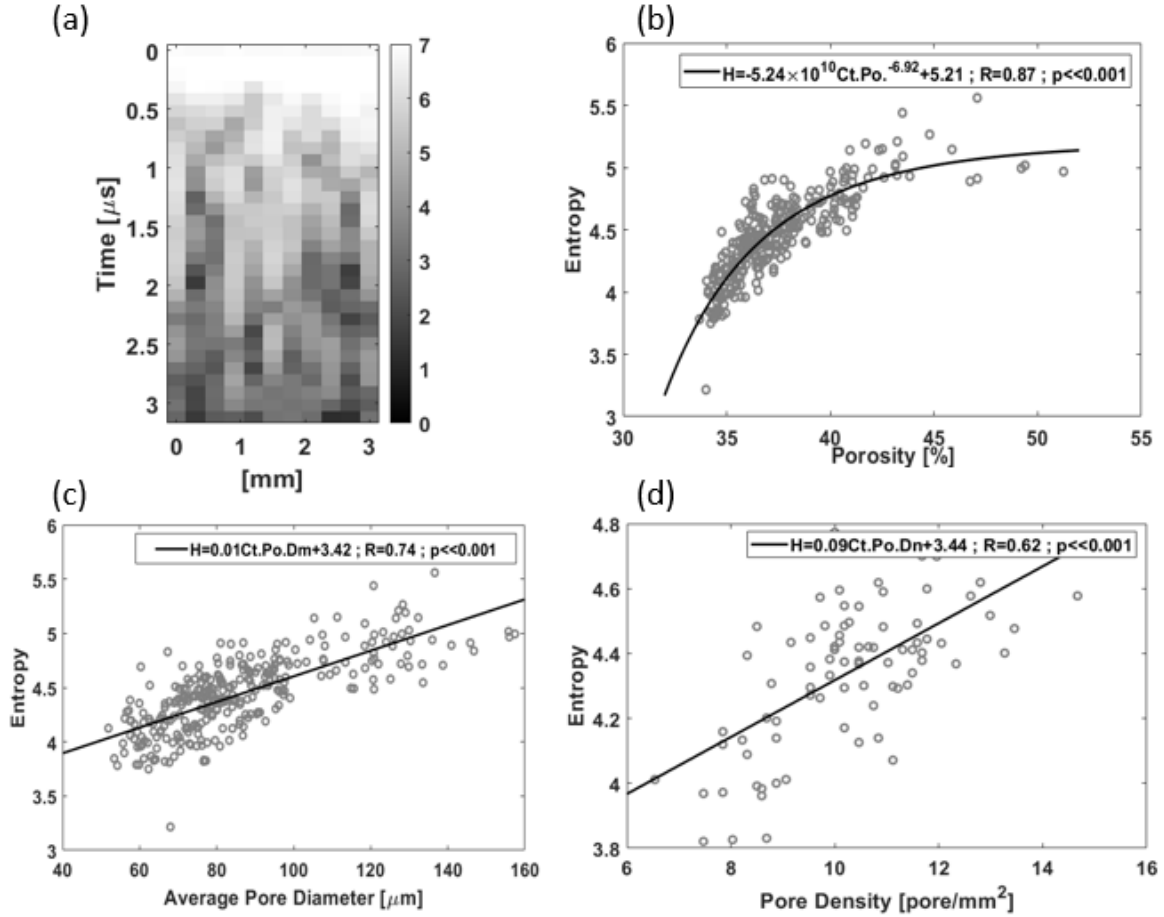 (a)
0
0.5
1
1.5
2
2.5
3
Time [μs]
0 1 2 3
[mm]
7
6
5
4
3
2
1
0
(b)
H=-5.24×10^10Ct.Po.^-6.92+5.21 ; R=0.87 ; p<<0.001
6
5.5
5
4.5
4
3.5
3
Entropy
30 35 40 45 50 55
Porosity [%]
(c)
H=0.01Ct.Po.Dm+3.42 ; R=0.74 ; p<<0.001
6
5.5
5
4.5
4
3.5
3
Entropy
40 60 80 100 120 140 160
Average Pore Diameter [μm]
(d)
H=0.09Ct.Po.Dn+3.44 ; R=0.62 ; p<<0.001
4.8
4.6
4.4
4.2
4
3.8
Entropy
6 8 10 12 14 16
Pore Density [pore/mm²]